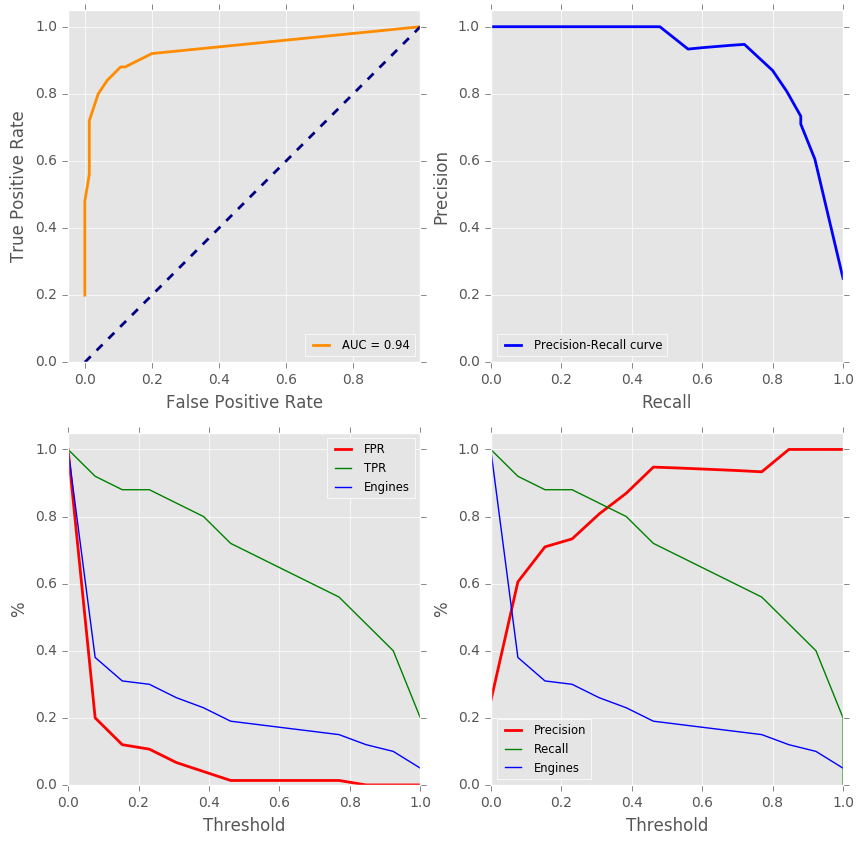 1.0
0.8
0.6
0.4
0.2
0.0
True Positive Rate
0.0 0.2 0.4 0.6 0.8
False Positive Rate
AUC = 0.94
1.0
0.8
0.6
0.4
0.2
0.0
Precision
0.0 0.2 0.4 0.6 0.8 1.0
Recall
Precision-Recall curve
1.0
0.8
0.6
0.4
0.2
0.0
%
0.0 0.2 0.4 0.6 0.8 1.0
Threshold
FPR
TPR
Engines
1.0
0.8
0.6
0.4
0.2
0.0
%
0.0 0.2 0.4 0.6 0.8 1.0
Threshold
Precision
Recall
Engines